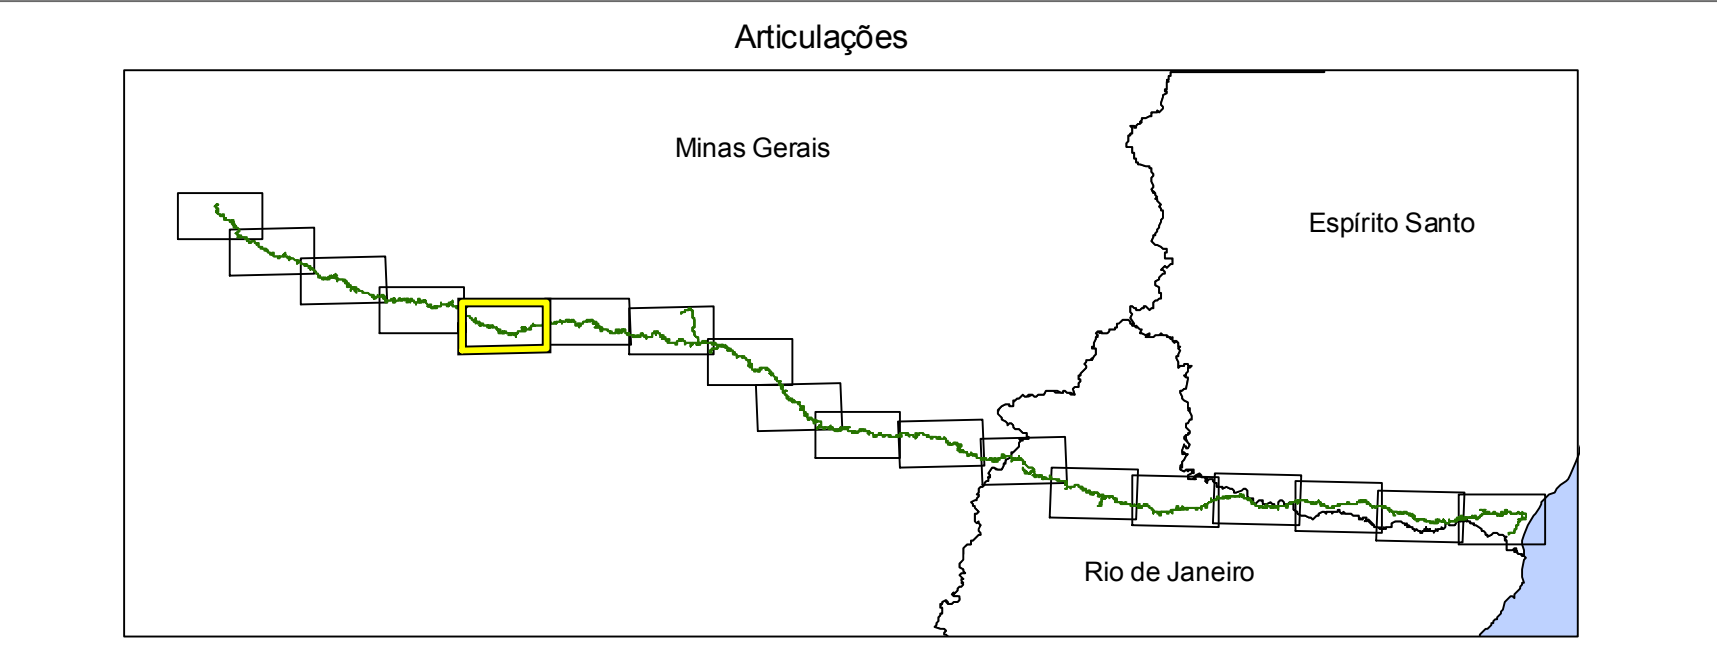 Articulações
Minas Gerais
Espírito Santo
Rio de Janeiro